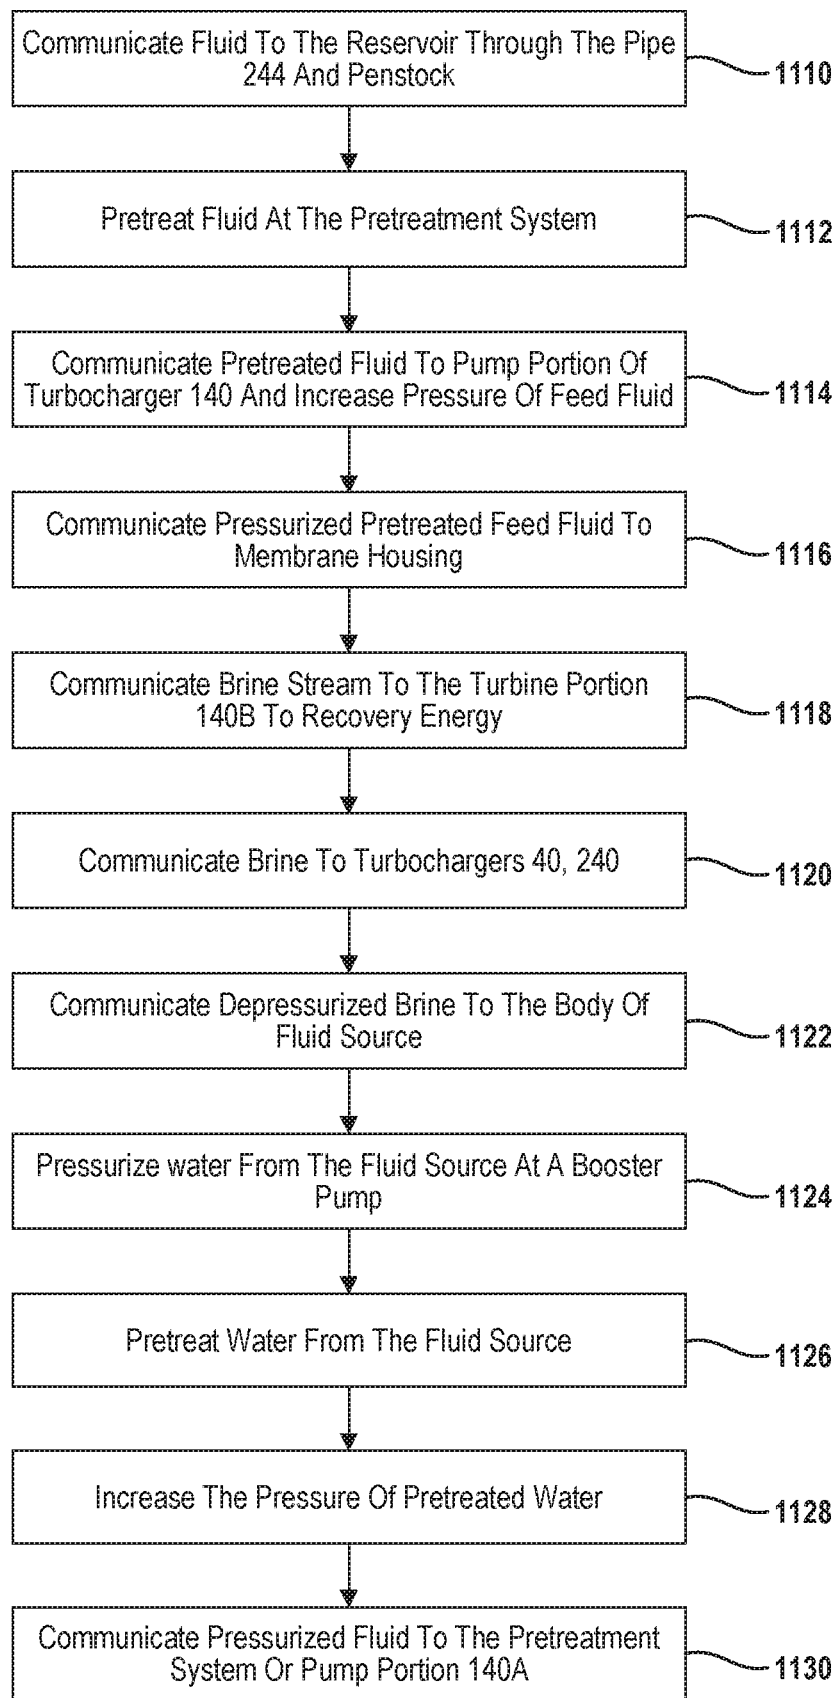 Communicate Fluid To The Reservoir Through The Pipe
244 And Penstock
1110
Pretreat Fluid At The Pretreatment System
1112
Communicate Pretreated Fluid To Pump Portion Of
Turbocharger 140 And Increase Pressure Of Feed Fluid
1114
Communicate Pressurized Pretreated Feed Fluid To
Membrane Housing
1116
Communicate Brine Stream To The Turbine Portion
140B To Recovery Energy
1118
Communicate Brine To Turbochargers 40, 240
1120
Communicate Depressurized Brine To The Body Of
Fluid Source
1122
Pressurize water From The Fluid Source At A Booster
Pump
1124
Pretreat Water From The Fluid Source
1126
Increase The Pressure Of Pretreated Water
1128
Communicate Pressurized Fluid To The Pretreatment
System Or Pump Portion 140A
1130